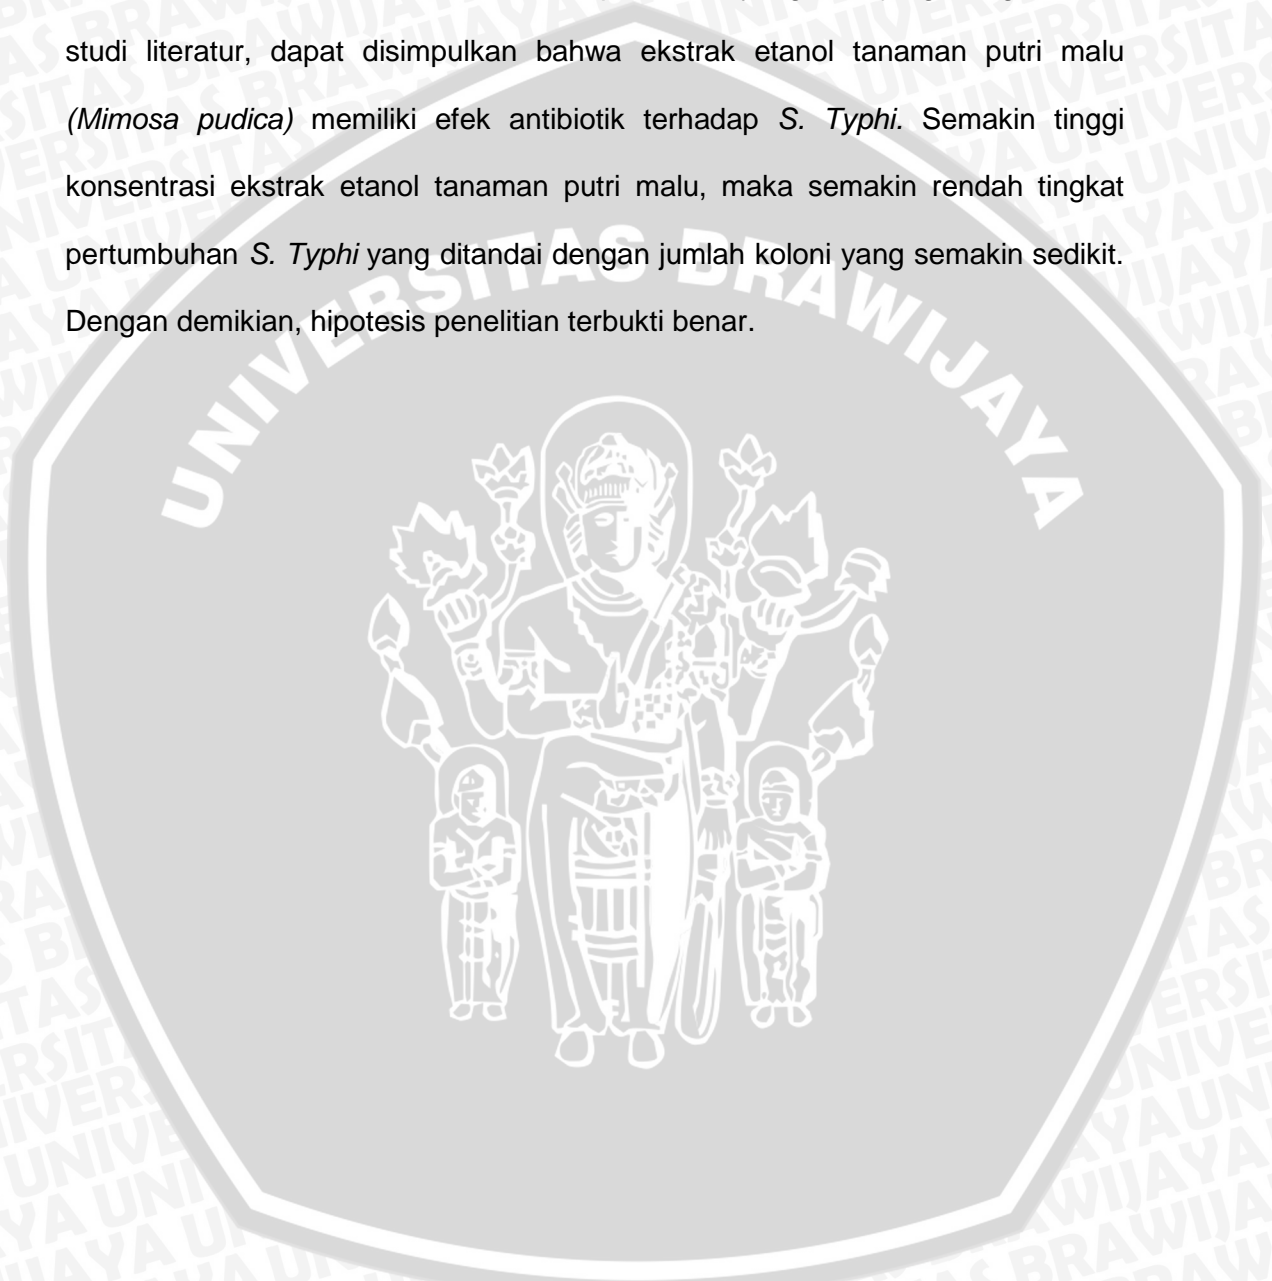 studi literatur, dapat disimpulkan bahwa ekstrak etanol tanaman putri malu
(Mimosa pudica) memiliki efek antibiotik terhadap S. Typhi. Semakin tinggi
konsentrasi ekstrak etanol tanaman putri malu, maka semakin rendah tingkat
pertumbuhan S. Typhi yang ditandai dengan jumlah koloni yang semakin sedikit.
Dengan demikian, hipotesis penelitian terbukti benar.
UNIVERSITAS BRAWIJAYA